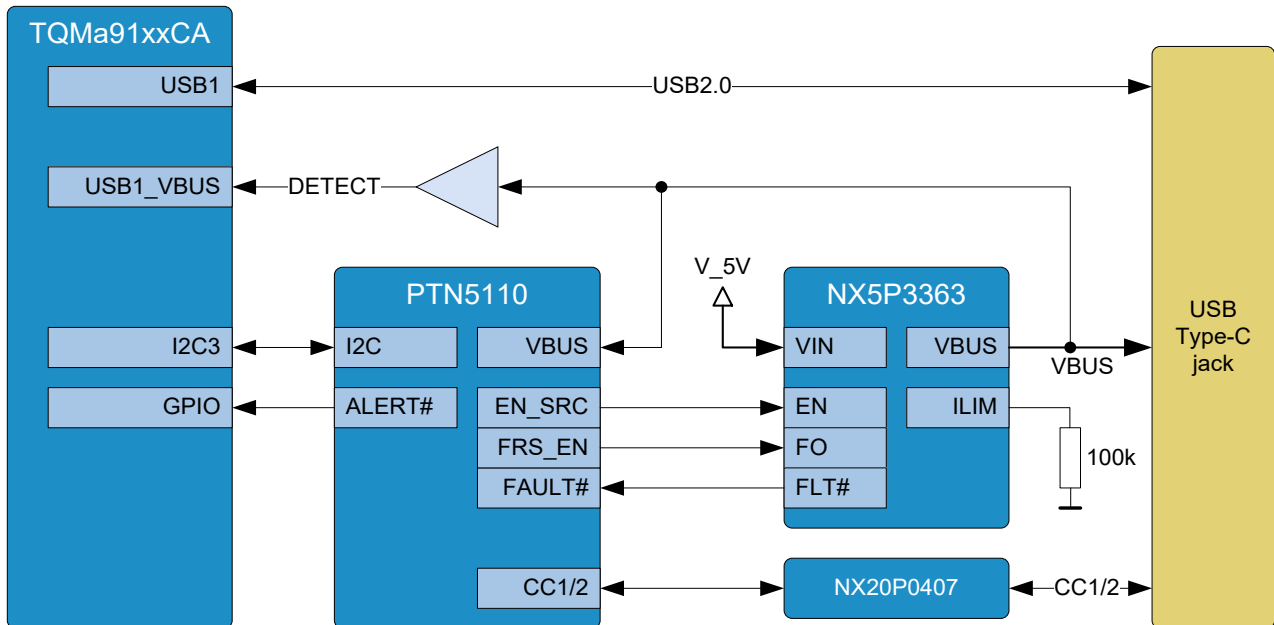 TQMa91xxCA
USB1
USB2.0
USB1_VBUS
DETECT
V_5V
PTN5110
NX5P3363
USB
Type-C
jack
I2C3
I2C
VBUS
VIN
VBUS
VBUS
GPIO
ALERT#
EN_SRC
EN
ILIM
FRS_EN
FO
100k
FAULT#
FLT#
CC1/2
NX20P0407
CC1/2